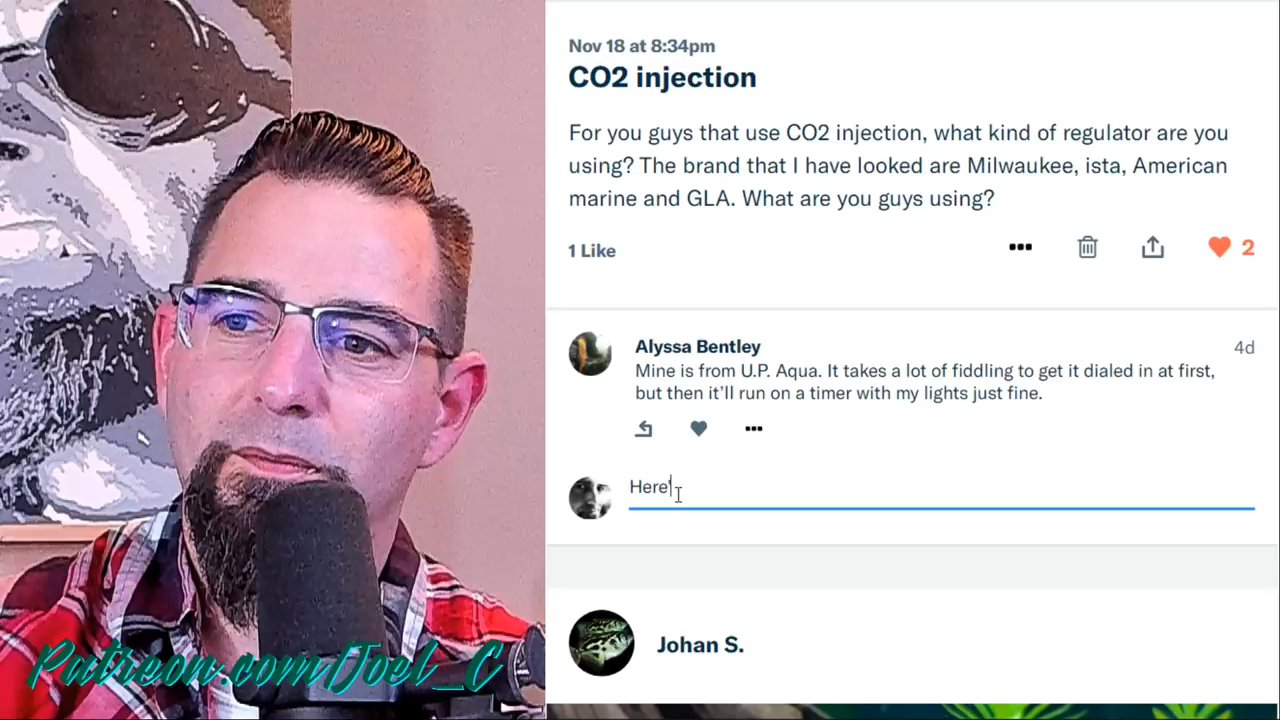 Nov 18 at 8:34pm
CO2 injection
For you guys that use CO2 injection, what kind of regulator are you
using? The brand that I have looked are Milwaukee, ista, American
marine and GLA. What are you guys using?
1 Like
2
Alyssa Bentley
4d
Mine is from U.P. Aqua. It takes a lot of fiddling to get it dialed in at first,
but then it'll run on a timer with my lights just fine.
Here'
Johan S.
Patreon.com/Joel_C